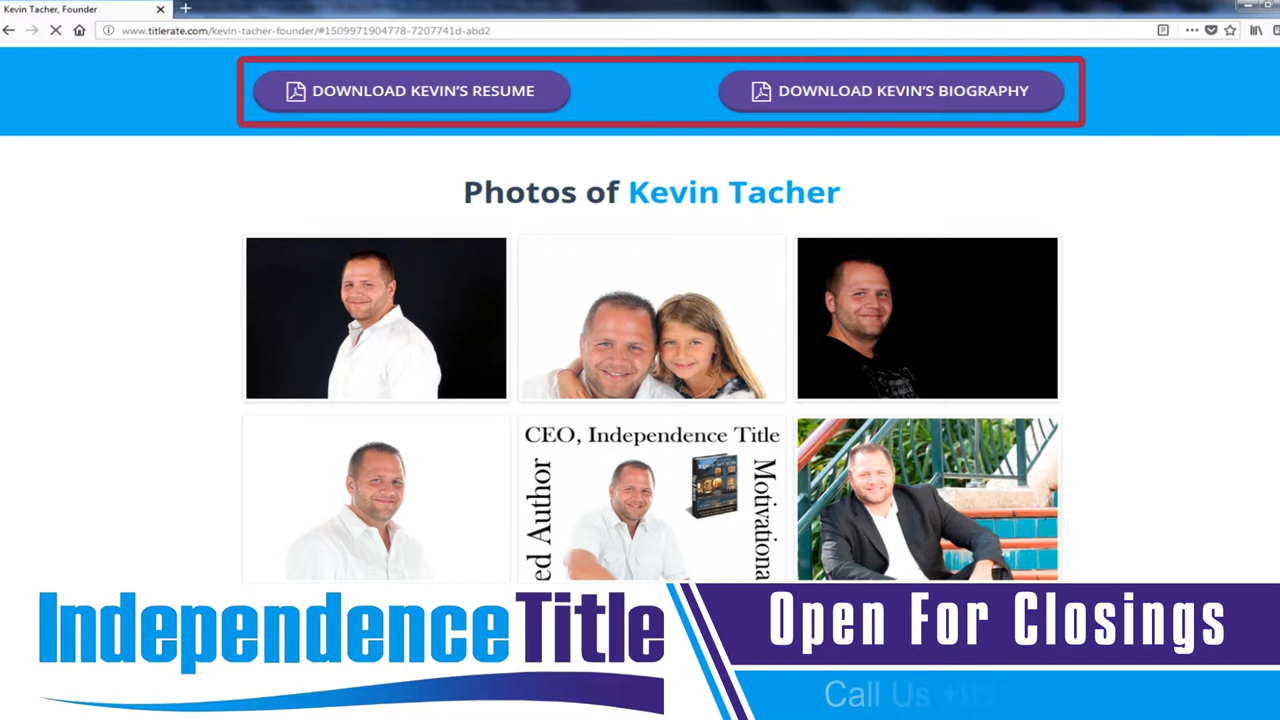 Kevin Tacher, Founder
www.titlerate.com/kevin-tacher-founder/#1509971904778-7207741d-abd2
DOWNLOAD KEVIN'S RESUME
DOWNLOAD KEVIN'S BIOGRAPHY
Photos of Kevin Tacher
CEO, Independence Title
ed Author
Motivationa
IndependenceTitle
Open For Closings
Call Us